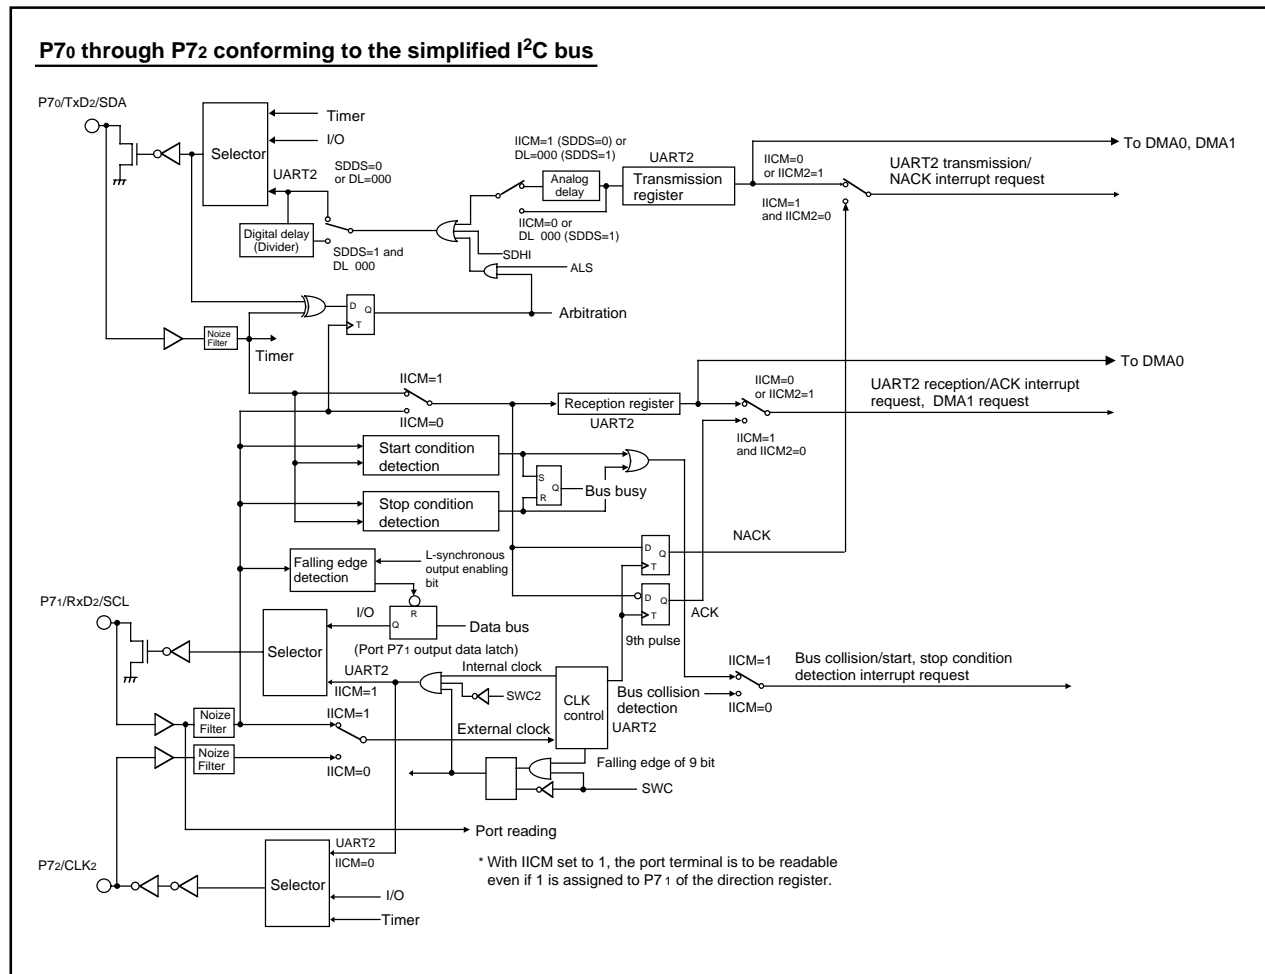 P70 through P72 conforming to the simplified I2C bus
P70/TxD2/SDA
Timer
I/O
Selector
UART2
SDDS=0
or DL=000
Digital delay
(Divider)
SDDS=1 and
DL 000
IICM=1 (SDDS=0) or
DL=000 (SDDS=1)
Analog
delay
UART2
Transmission
register
IICM=0 or
DL 000 (SDDS=1)
SDHI
ALS
To DMA0, DMA1
IICM=0
or IICM2=1
UART2 transmission/
NACK interrupt request
IICM=1
and IICM2=0
D
Q
T
Arbitration
Noize
Filter
Timer
To DMA0
IICM=1
IICM=0
Reception register
UART2
IICM=0
or IICM2=1
UART2 reception/ACK interrupt
request, DMA1 request
IICM=1
and IICM2=0
Start condition
detection
S
Q
R
Bus busy
Stop condition
detection
NACK
D
Q
T
Falling edge
detection
L-synchronous
output enabling
bit
D
Q
T
ACK
9th pulse
P71/RxD2/SCL
Selector
I/O
R
Q
Data bus
(Port P71 output data latch)
UART2
IICM=1
Internal clock
SWC2
CLK
control
UART2
Bus collision
detection
IICM=1
IICM=0
Bus collision/start, stop condition
detection interrupt request
Noize
Filter
IICM=1
External clock
Noize
Filter
IICM=0
Falling edge of 9 bit
SWC
Port reading
P72/CLK2
Selector
UART2
IICM=0
I/O
Timer
* With IICM set to 1, the port terminal is to be readable
even if 1 is assigned to P71 of the direction register.